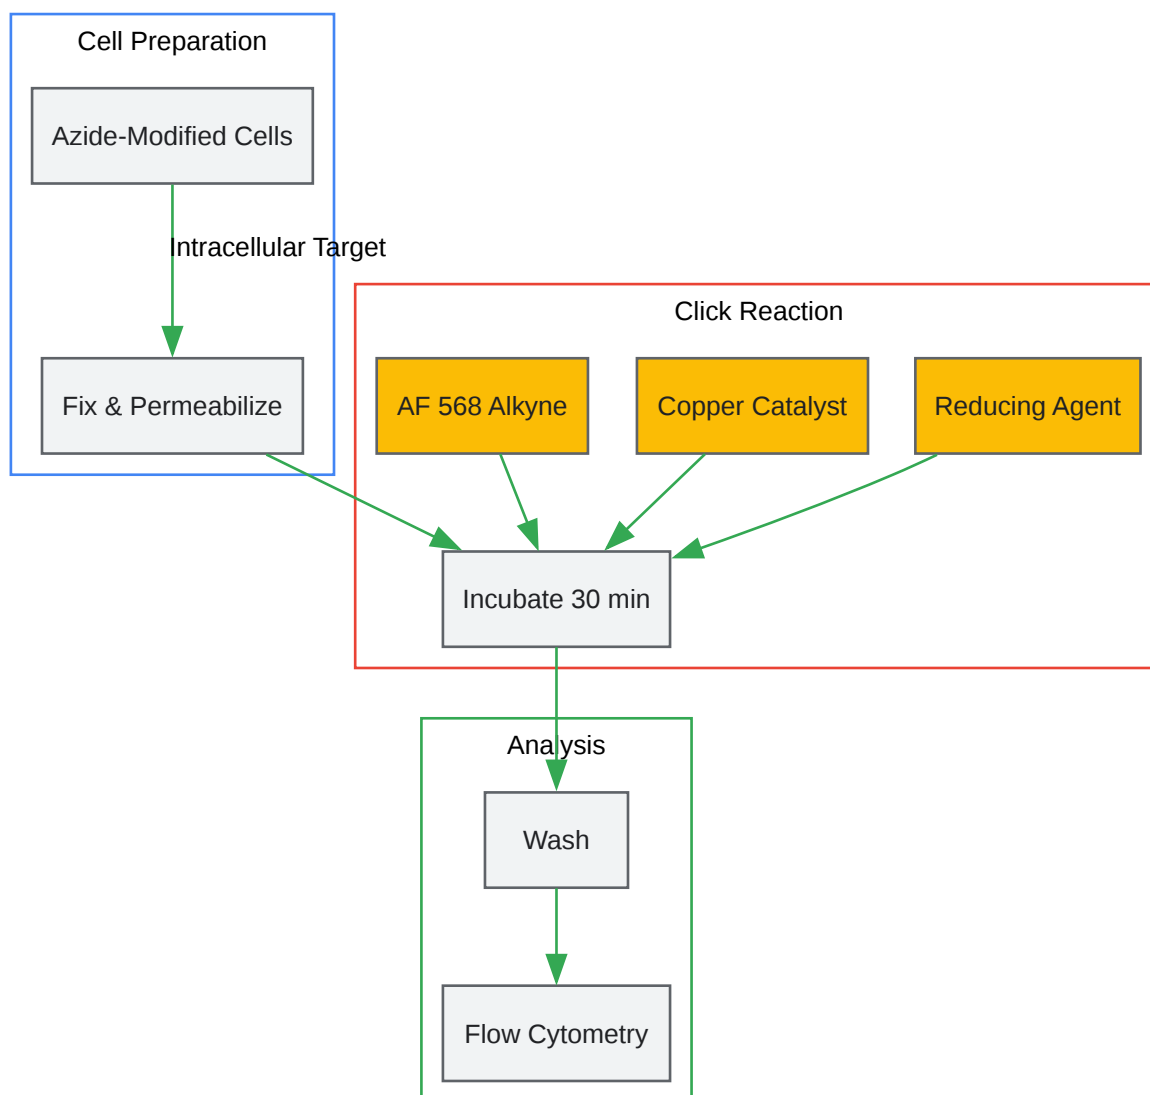 Cell Preparation
Azide-Modified Cells
Intracellular Target
Click Reaction
Fix & Permeabilize
AF 568 Alkyne
Copper Catalyst
Reducing Agent
Incubate 30 min
Analysis
Wash
Flow Cytometry